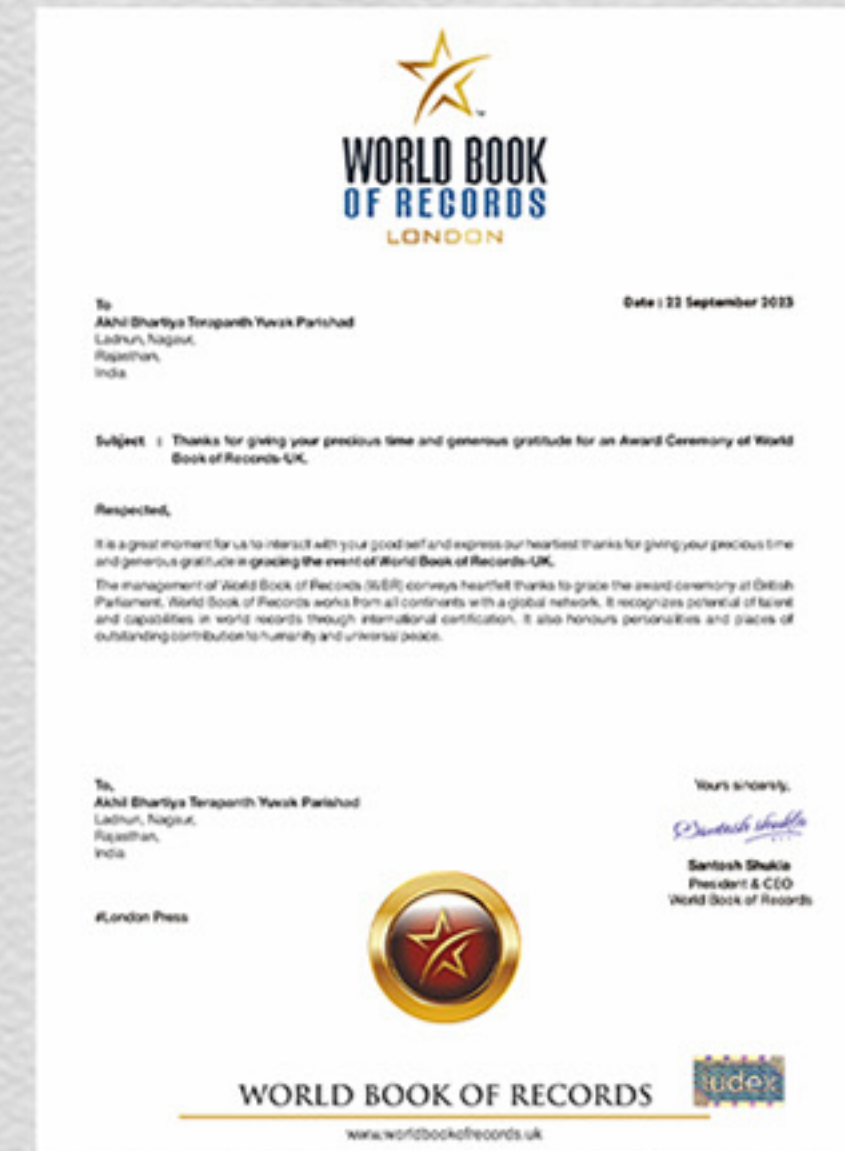 WORLD BOOK
OF RECORDS
LONDON
To
Date : 22 September 2023
Akhil Bhartiya Terapanth Yuvak Parishad
Ladnun, Nagaur,
Rajasthan,
India
Subject : Thanks for giving your precious time and generous gratitude for an Award Ceremony of World
Book of Records-UK.
Respected,
It is a great moment for us to interact with your good self and express our heartiest thanks for giving your precious time
and generous gratitude in gracing the event of World Book of Records-UK.
The management of World Book of Records (WBR) conveys heartfelt thanks to grace the award ceremony at British
Parliament. World Book of Records works from all continents with a global network. It recognizes potential of talent
and capabilities in world records through international certification. It also honours personalities and places of
outstanding contribution to humanity and universal peace.
To,
Akhil Bhartiya Terapanth Yuvak Parishad
Ladnun, Nagaur,
Rajasthan,
India
#London Press
Yours sincerely,
Santosh Shukla
Santosh Shukla
President & CEO
World Book of Records
WORLD BOOK OF RECORDS
www.worldbookofrecords.uk